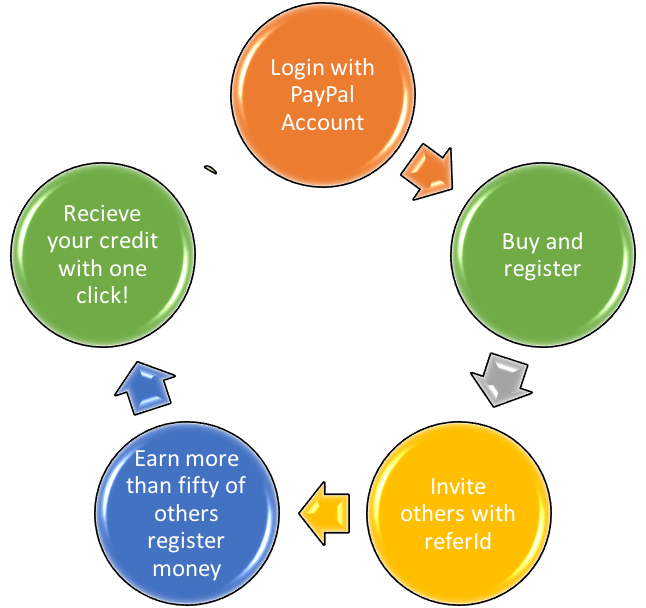 Login with
PayPal
Account
Buy and
register
Invite
others with
referId
Earn more
than fifty of
others
register
money
Recieve
your credit
with one
click!